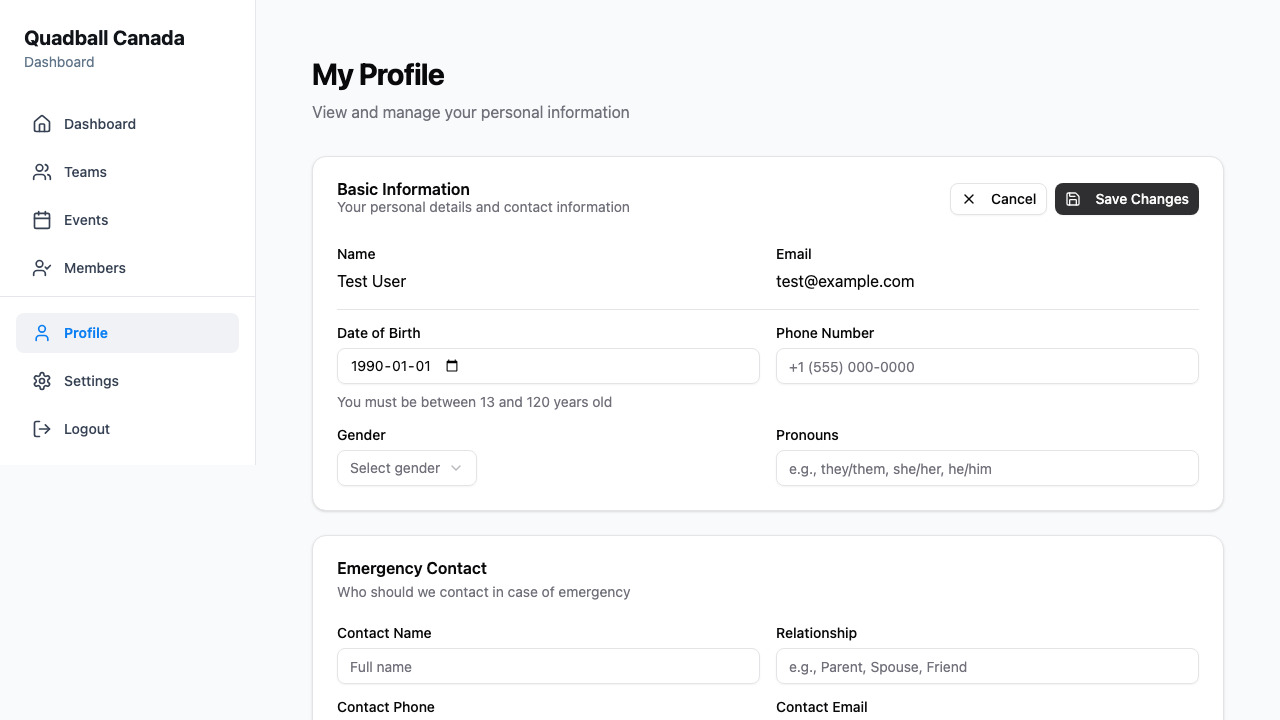 Quadball Canada
Dashboard
Dashboard
Teams
Events
Members
Profile
Settings
Logout
My Profile
View and manage your personal information
Basic Information
Your personal details and contact information
Cancel
Save Changes
Name
Email
Test User
test@example.com
Date of Birth
Phone Number
1990-01-01
+1 (555) 000-0000
You must be between 13 and 120 years old
Gender
Pronouns
Select gender
e.g., they/them, she/her, he/him
Emergency Contact
Who should we contact in case of emergency
Contact Name
Relationship
Full name
e.g., Parent, Spouse, Friend
Contact Phone
Contact Email